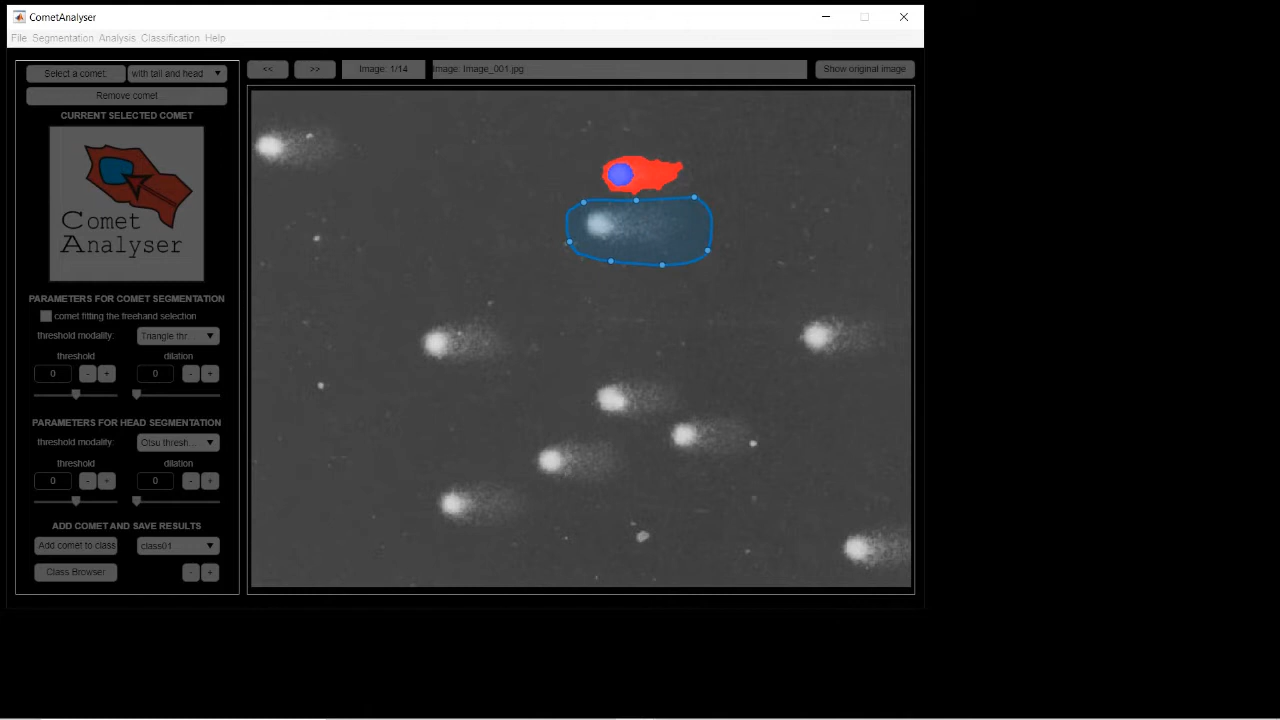 CometAnalyser
File Segmentation Analysis Classification Help
Select a comet: with tail and head
Remove comet
<< >> Image: 1/14 Image: Image_001.jpg Show original image
CURRENT SELECTED COMET
Comet
Analyser
PARAMETERS FOR COMET SEGMENTATION
comet fitting the freehand selection
threshold modality: Triangle thr...
threshold dilation
0 - + 0 - +
PARAMETERS FOR HEAD SEGMENTATION
threshold modality: Otsu thresh...
threshold dilation
0 - + 0 - +
ADD COMET AND SAVE RESULTS
Add comet to class class01
Class Browser - +